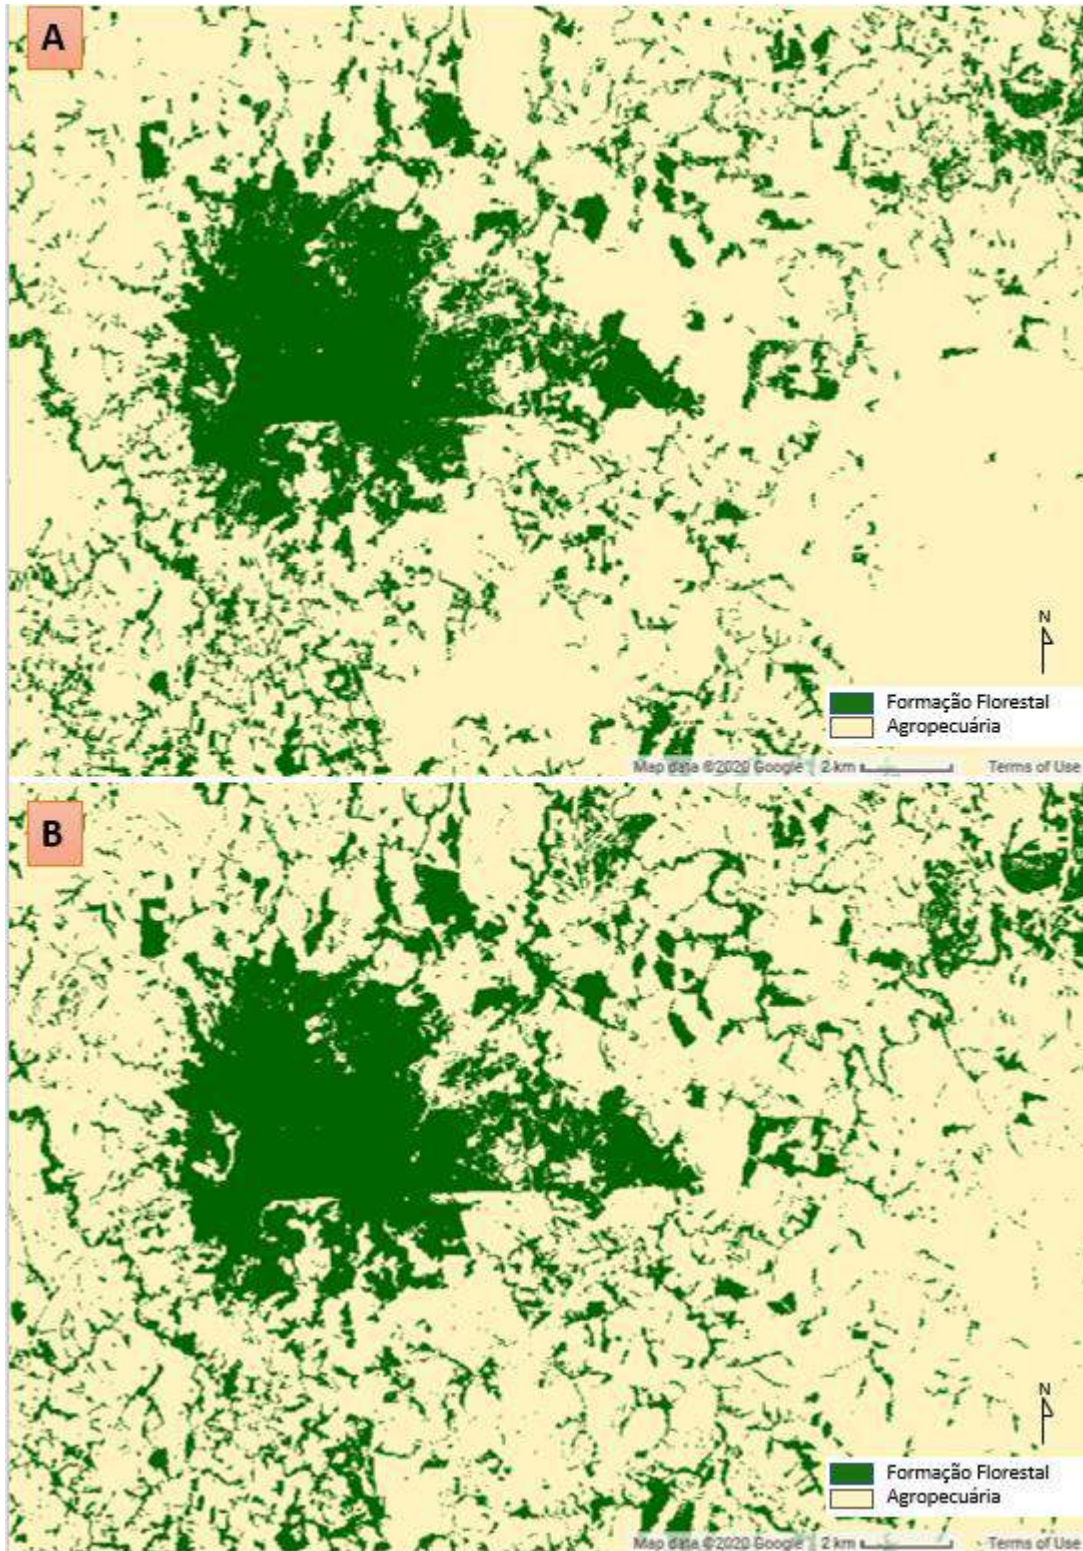 A
N
Formação Florestal
Agropecuária
Map data ©2020 Google 2 km Terms of Use
B
N
Formação Florestal
Agropecuária
Map data ©2020 Google 2 km Terms of Use